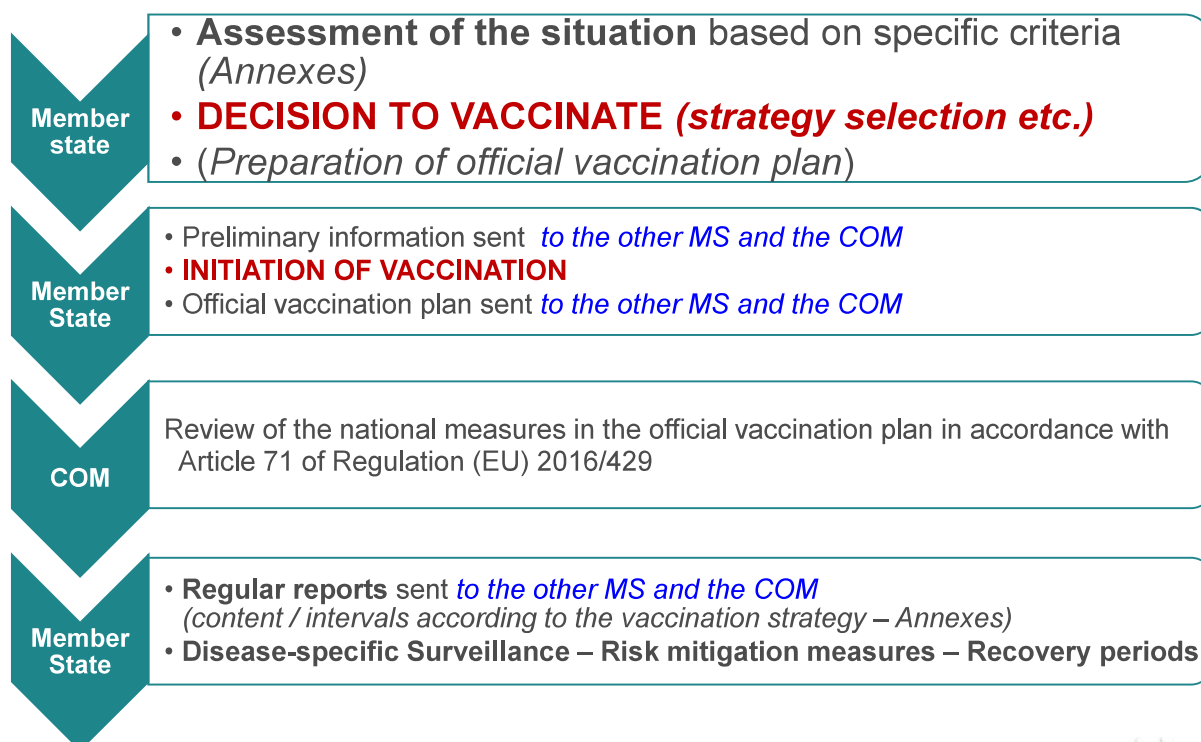 Member
state
• Assessment of the situation based on specific criteria
(Annexes)
• DECISION TO VACCINATE (strategy selection etc.)
• (Preparation of official vaccination plan)
Member
State
• Preliminary information sent to the other MS and the COM
• INITIATION OF VACCINATION
• Official vaccination plan sent to the other MS and the COM
COM
Review of the national measures in the official vaccination plan in accordance with
Article 71 of Regulation (EU) 2016/429
Member
State
• Regular reports sent to the other MS and the COM
(content / intervals according to the vaccination strategy – Annexes)
• Disease-specific Surveillance – Risk mitigation measures – Recovery periods